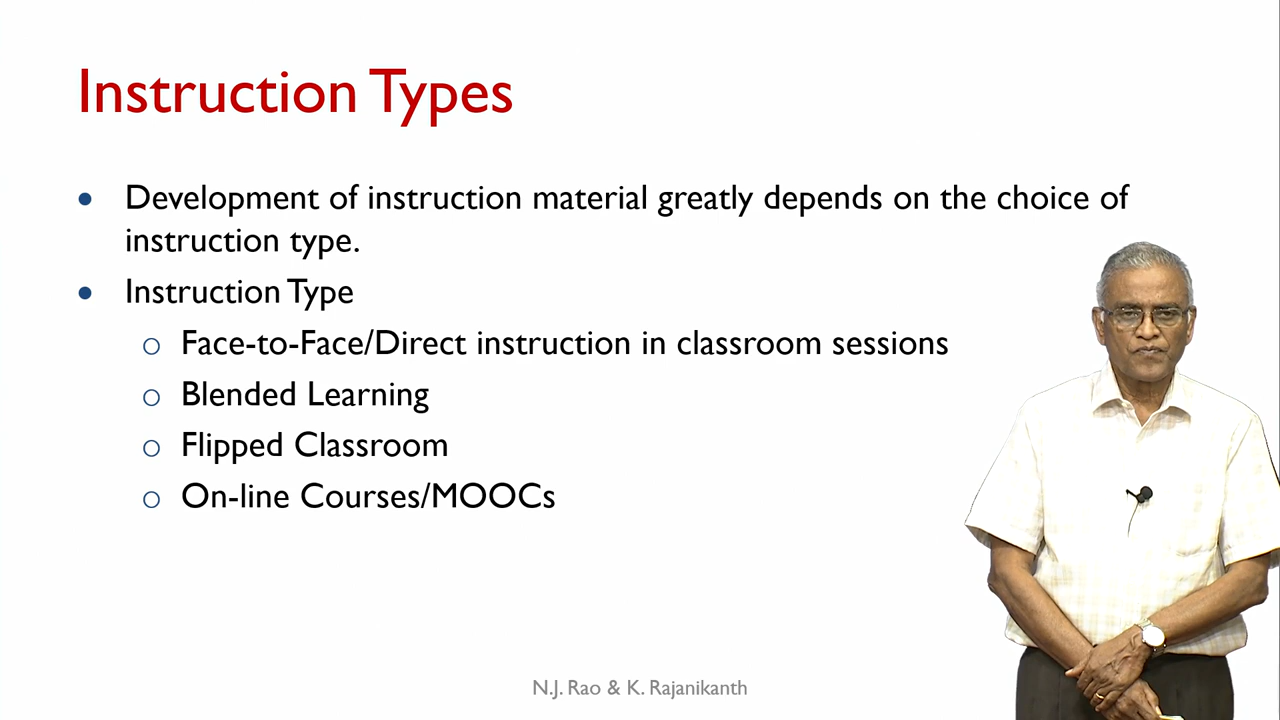 Instruction Types
• Development of instruction material greatly depends on the choice of
instruction type.
• Instruction Type
o Face-to-Face/Direct instruction in classroom sessions
o Blended Learning
o Flipped Classroom
o On-line Courses/MOOCs
N.J. Rao & K. Rajanikanth